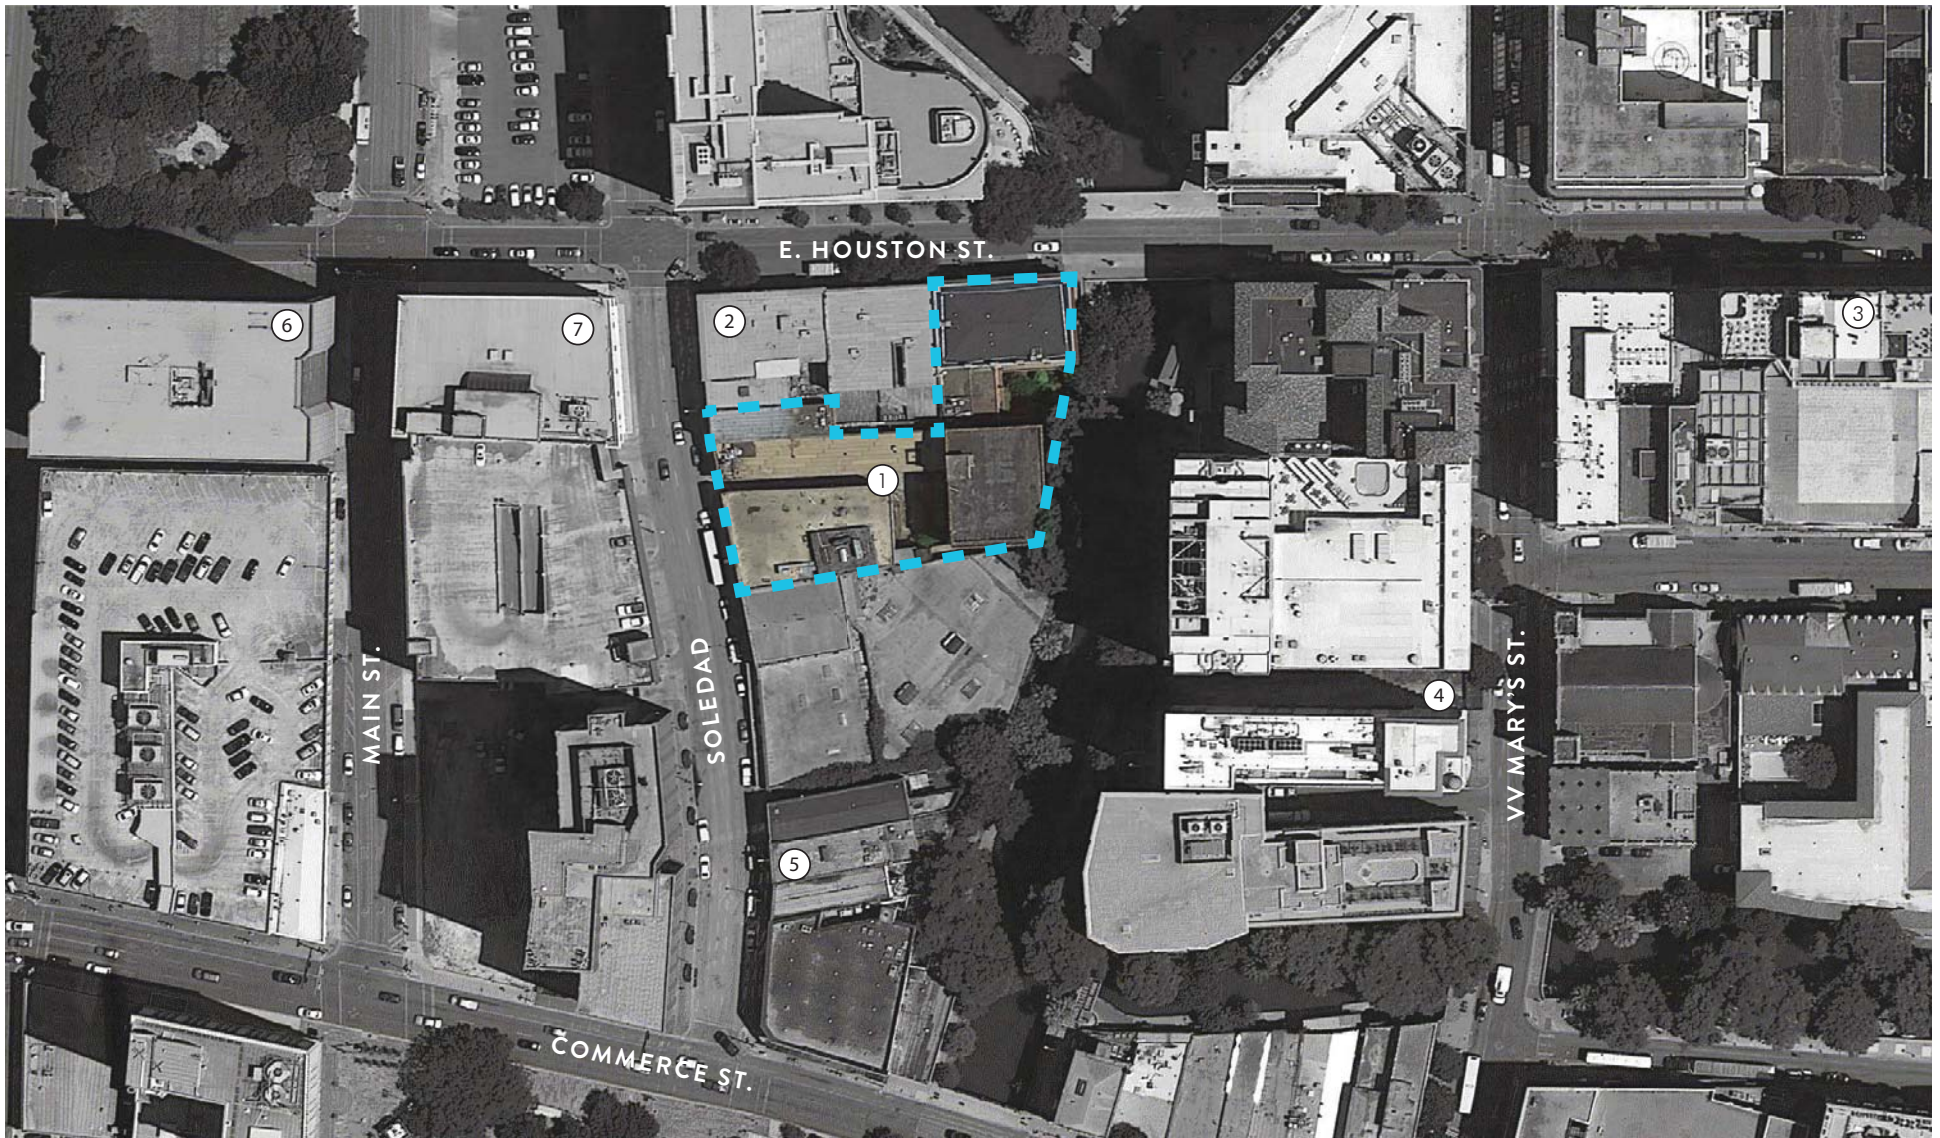 E. HOUSTON ST.
2
3
6
7
1
MAIN ST.
SOLEDAD
VV MARY'S ST.
4
5
COMMERCE ST.